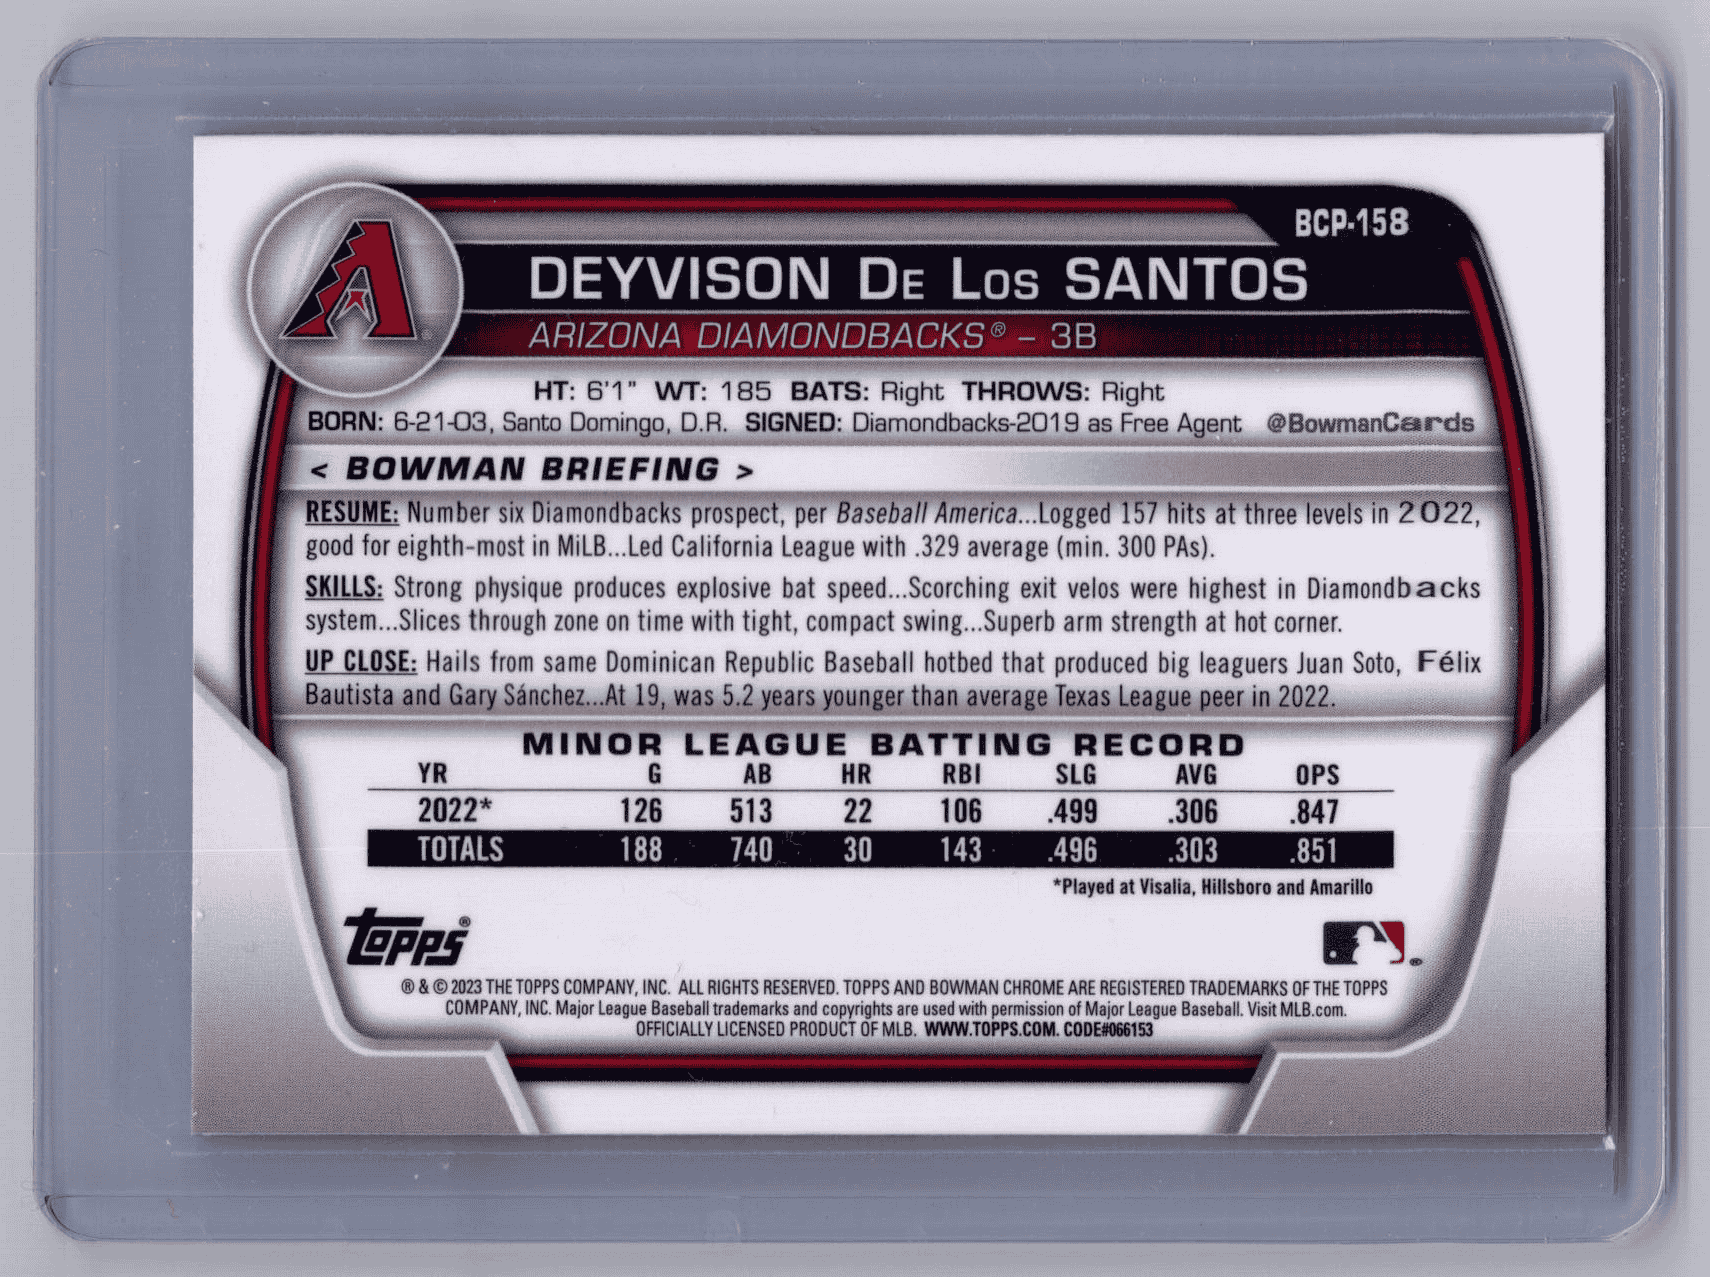 BCP-158
DEYVISON DE LOS SANTOS
ARIZONA DIAMONDBACKS® – 3B
HT: 6'1" WT: 185 BATS: Right THROWS: Right
BORN: 6-21-03, Santo Domingo, D.R. SIGNED: Diamondbacks-2019 as Free Agent @BowmanCards
< BOWMAN BRIEFING >
RESUME: Number six Diamondbacks prospect, per Baseball America...Logged 157 hits at three levels in 2022,
good for eighth-most in MiLB...Led California League with .329 average (min. 300 PAs).
SKILLS: Strong physique produces explosive bat speed...Scorching exit velos were highest in Diamondbacks
system...Slices through zone on time with tight, compact swing...Superb arm strength at hot corner.
UP CLOSE: Hails from same Dominican Republic Baseball hotbed that produced big leaguers Juan Soto, Félix
Bautista and Gary Sánchez...At 19, was 5.2 years younger than average Texas League peer in 2022.
MINOR LEAGUE BATTING RECORD
YR G AB HR RBI SLG AVG OPS
2022* 126 513 22 106 .499 .306 .847
TOTALS 188 740 30 143 .496 .303 .851
*Played at Visalia, Hillsboro and Amarillo
topps®
® & © 2023 THE TOPPS COMPANY, INC. ALL RIGHTS RESERVED. TOPPS AND BOWMAN CHROME ARE REGISTERED TRADEMARKS OF THE TOPPS
COMPANY, INC. Major League Baseball trademarks and copyrights are used with permission of Major League Baseball. Visit MLB.com.
OFFICIALLY LICENSED PRODUCT OF MLB. WWW.TOPPS.COM. CODE#066153